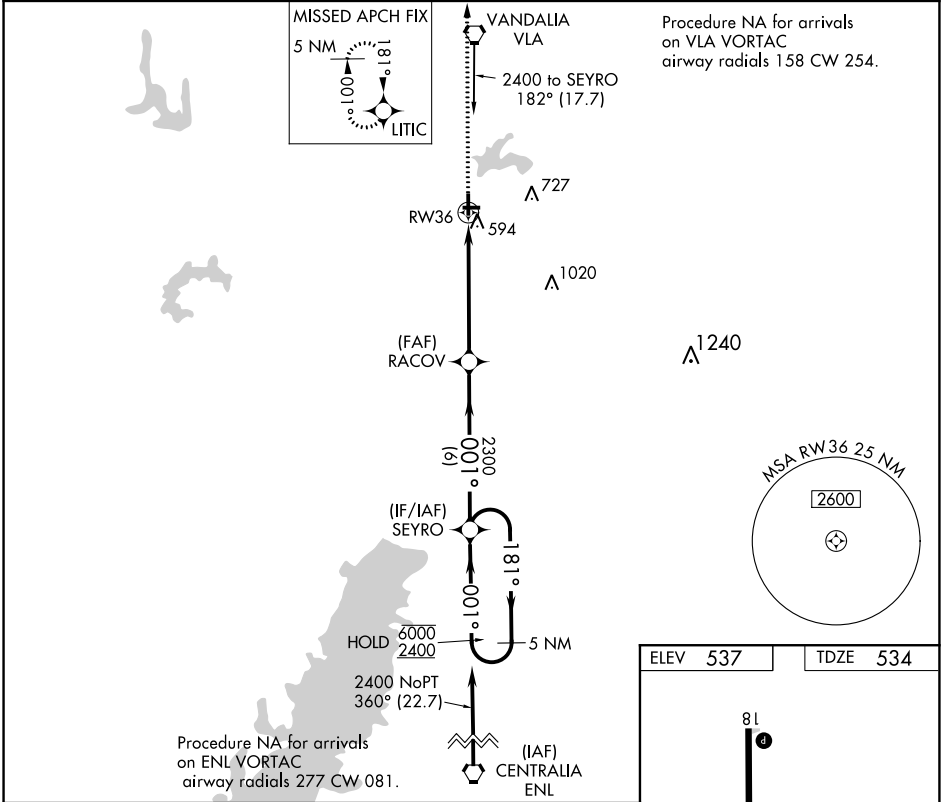 MISSED APCH FIX
5 NM
181°
001°
LITIC
VANDALIA
VLA
2400 to SEYRO
182° (17.7)
Procedure NA for arrivals
on VLA VORTAC
airway radials 158 CW 254.
727
RW36
594
1020
(FAF)
RACOV
1240
2300
001°
(6)
MSA RW36 25 NM
2600
(IF/IAF)
SEYRO
181°
001°
HOLD
6000
2400
5 NM
2400 NoPT
360° (22.7)
Procedure NA for arrivals
on ENL VORTAC
airway radials 277 CW 081.
(IAF)
CENTRALIA
ENL
ELEV 537
TDZE 534
18
P